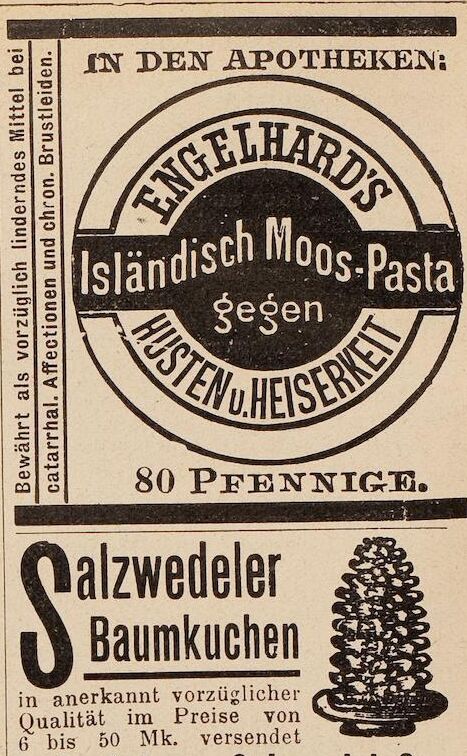 Bewährt als vorzüglich linderndes Mittel bei
catarrhal. Affectionen und chron. Brustleiden.
IN DEN APOTHEKEN:
ENGELHARD'S
Isländisch Moos-Pasta
gegen
HUSTEN u. HEISERKEIT
80 PFENNIGE.
Salzwedeler
Baumkuchen
in anerkannt vorzüglicher
Qualität im Preise von
6 bis 50 Mk. versendet